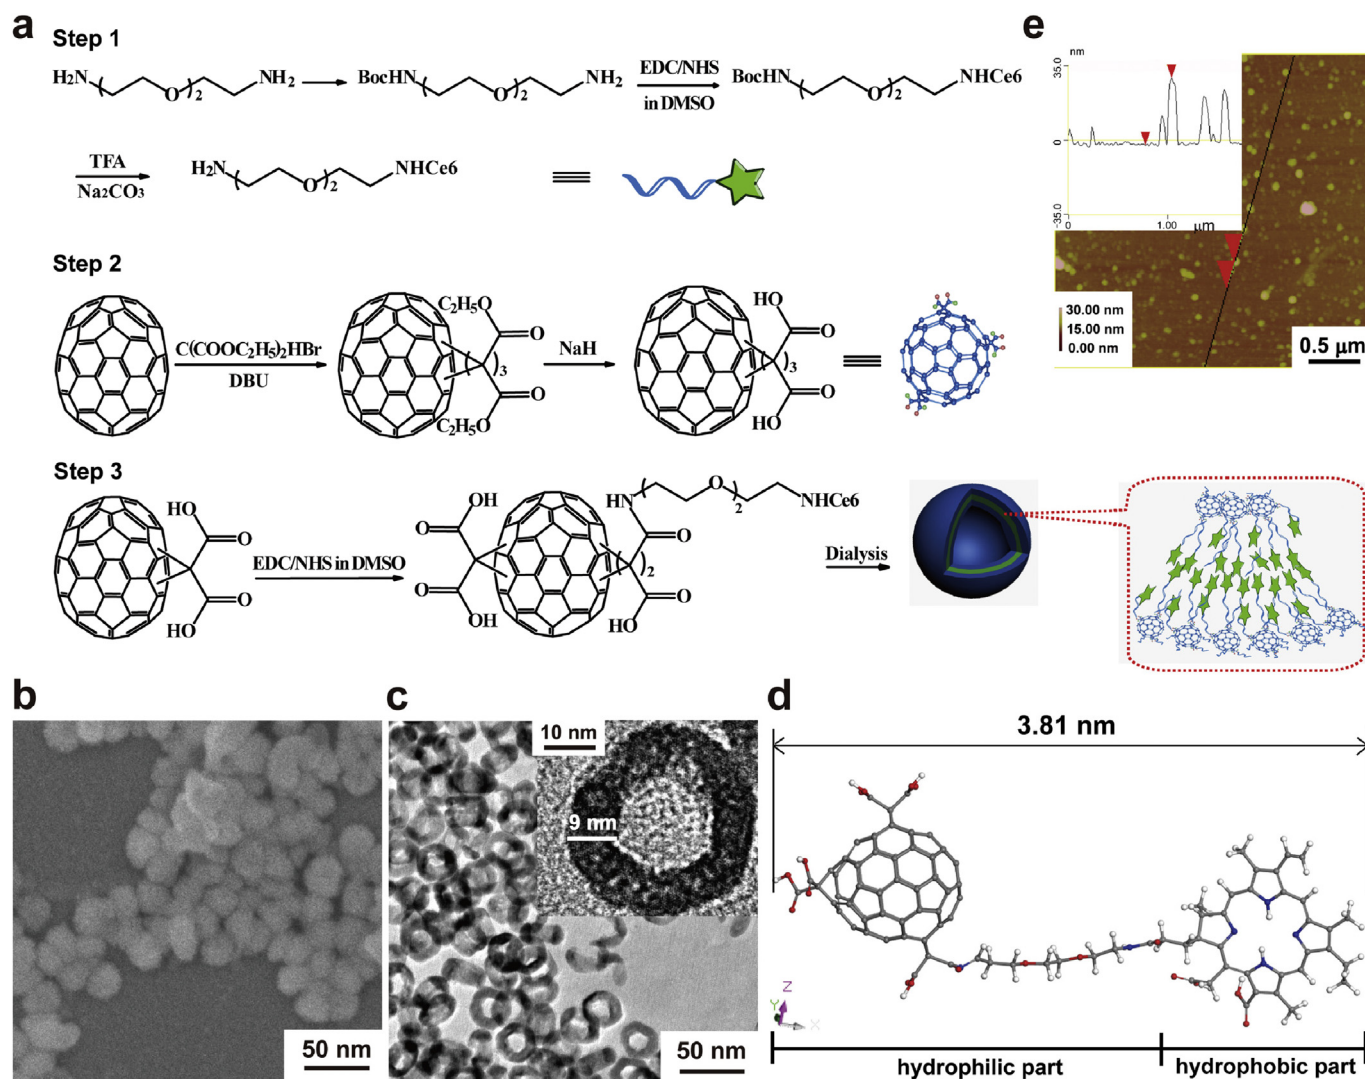 a
Step 1
H₂N ( O )₂ NH₂
BocHN ( O )₂ NH₂
EDC/NHS
in DMSO
BocHN ( O )₂ NHCe6
TFA
Na₂CO₃
H₂N ( O )₂ NHCe6
Step 2
C(COOC₂H₅)₂HBr
DBU
C₂H₅O
O
)₃
O
C₂H₅O
NaH
HO
O
)₃
O
HO
Step 3
HO
O
O
HO
EDC/NHS in DMSO
OH
O
O
HO
HN ( O )₂ NHCe6
O
)₂
O
HO
Dialysis
e
nm
35.0
0
-35.0
0
1.00
μm
30.00 nm
15.00 nm
0.00 nm
0.5 μm
b
50 nm
c
10 nm
9 nm
50 nm
d
3.81 nm
Z
Y
X
hydrophilic part
hydrophobic part